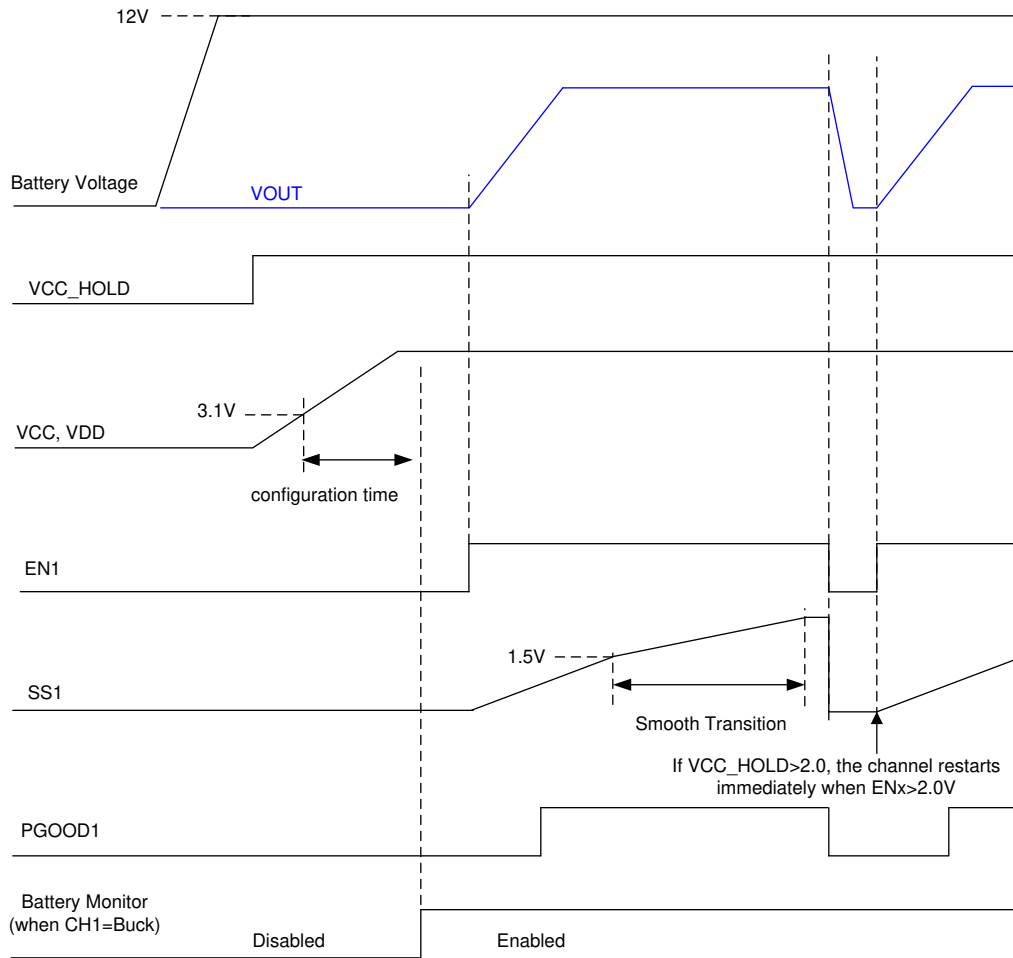 12V
Battery Voltage
VOUT
VCC_HOLD
3.1V
VCC, VDD
configuration time
EN1
1.5V
SS1
Smooth Transition
If VCC_HOLD>2.0, the channel restarts
immediately when ENx>2.0V
PGOOD1
Battery Monitor
(when CH1=Buck)
Disabled
Enabled